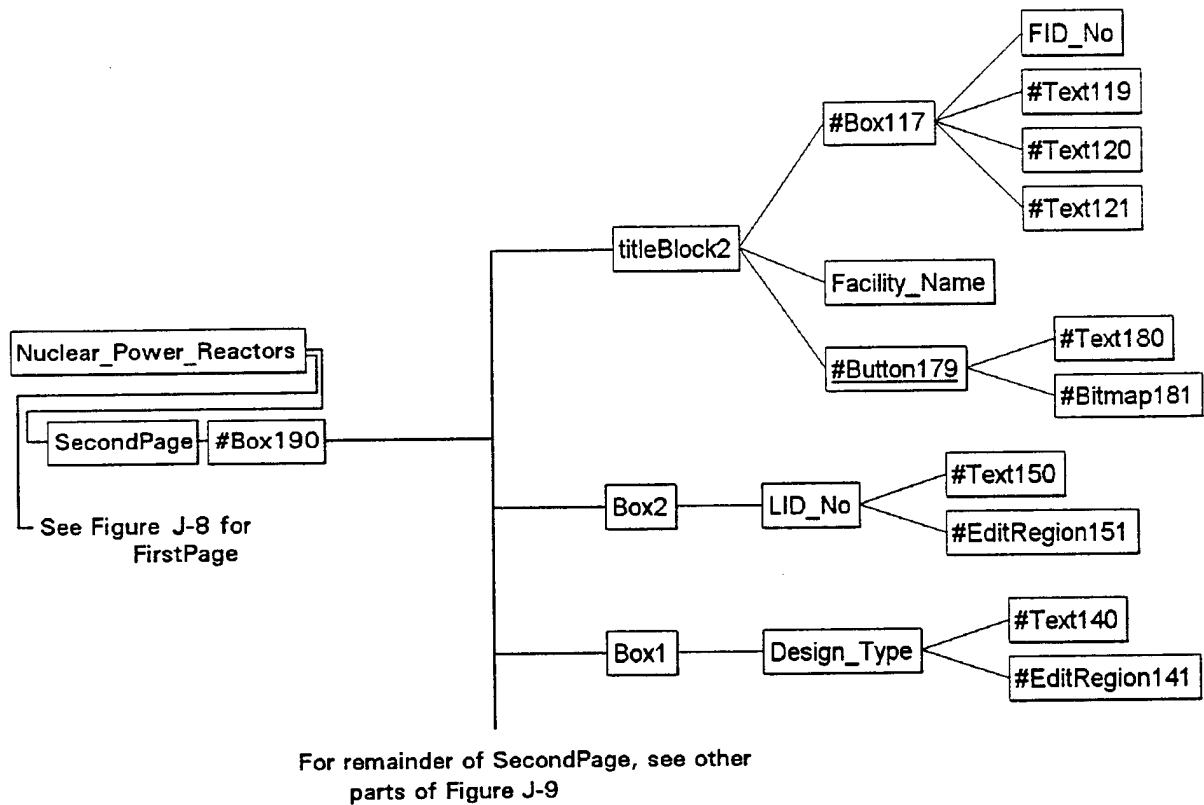 FID_No
#Text119
#Box117
#Text120
#Text121
titleBlock2
Facility_Name
#Button179
#Text180
#Bitmap181
Nuclear_Power_Reactors
SecondPage
#Box190
See Figure J-8 for
FirstPage
Box2
LID_No
#Text150
#EditRegion151
Box1
Design_Type
#Text140
#EditRegion141
For remainder of SecondPage, see other
parts of Figure J-9